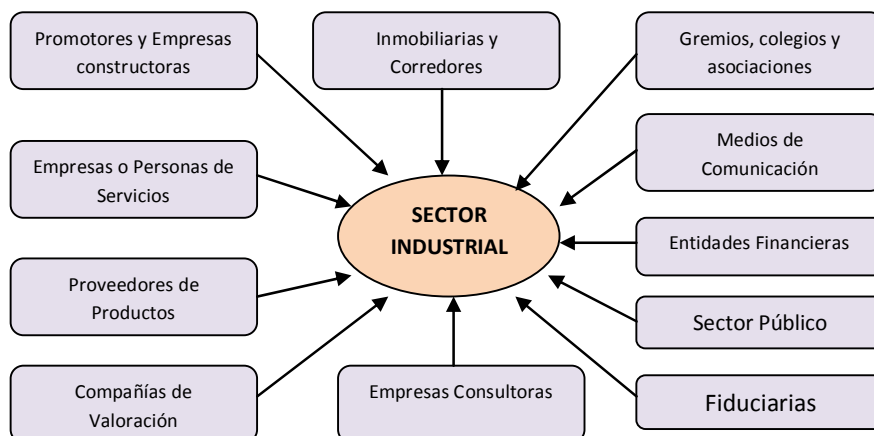 Promotores y Empresas
constructoras
Inmobiliarias y
Corredores
Gremios, colegios y
asociaciones
Empresas o Personas de
Servicios
Medios de
Comunicación
SECTOR
INDUSTRIAL
Entidades Financieras
Proveedores de
Productos
Sector Público
Compañías de
Valoración
Empresas Consultoras
Fiduciarias